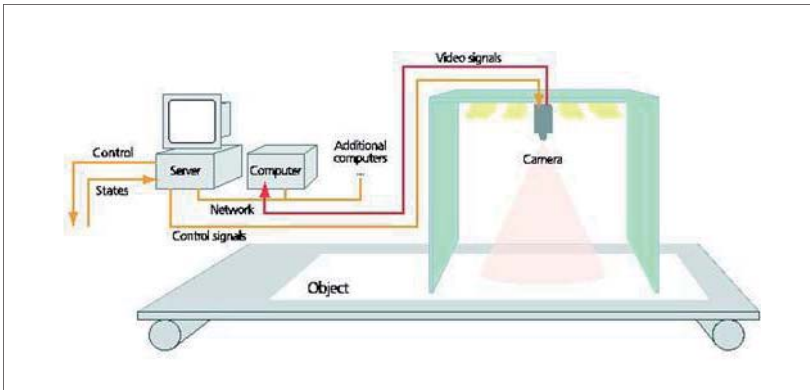 Video signals
Control
Server
Computer
Additional
computers
...
Camera
States
Network
Control signals
Object